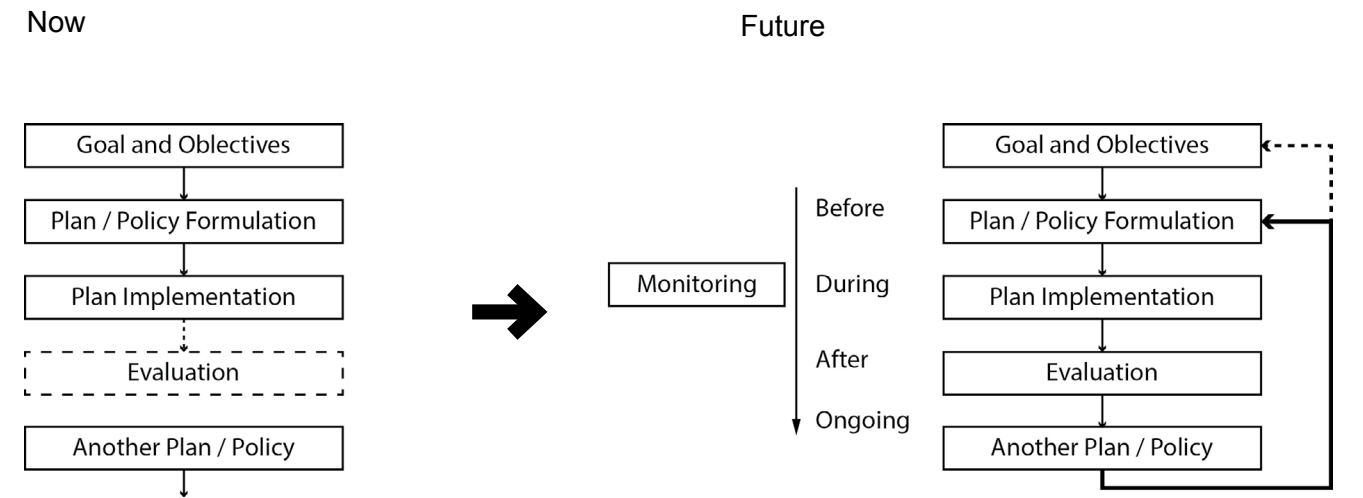 Now
Future
Goal and Oblectives
Plan / Policy Formulation
Plan Implementation
Evaluation
Another Plan / Policy
Monitoring
Before
During
After
Ongoing
Goal and Oblectives
Plan / Policy Formulation
Plan Implementation
Evaluation
Another Plan / Policy